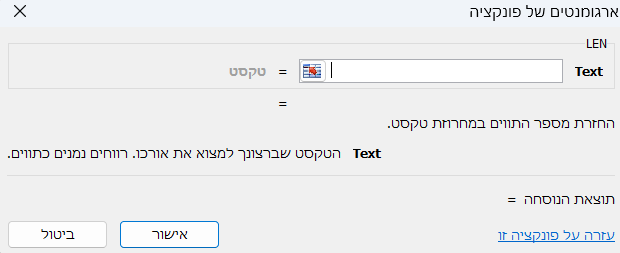 ארגומנטים של פונקציה
LEN
Text = טקסט
=
החזרת מספר התווים במחרוזת טקסט.
Text הטקסט שברצונך למצוא את אורכו. רווחים נמנים כתווים.
תוצאת הנוסחה =
עזרה על פונקציה זו אישור ביטול